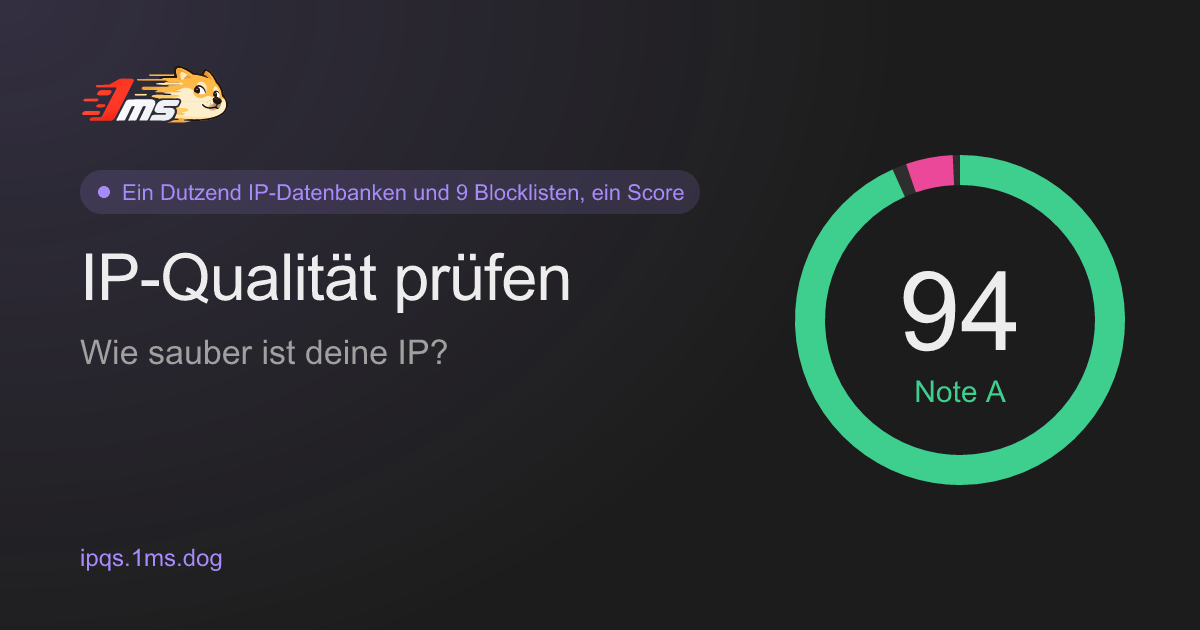 1ms
Ein Dutzend IP-Datenbanken und 9 Blocklisten, ein Score
IP-Qualität prüfen
Wie sauber ist deine IP?
94
Note A
ipqs.1ms.dog